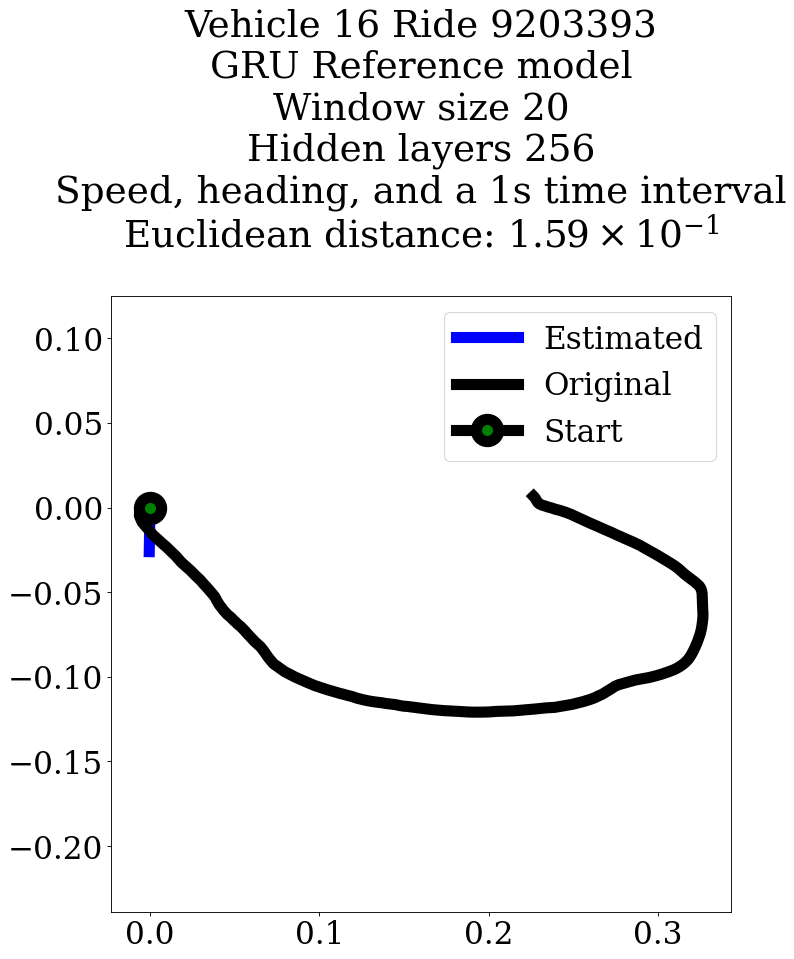 Vehicle 16 Ride 9203393
GRU Reference model
Window size 20
Hidden layers 256
Speed, heading, and a 1s time interval
Euclidean distance: 1.59 × 10⁻¹
Estimated
Original
Start
0.10
0.05
0.00
−0.05
−0.10
−0.15
−0.20
0.0 0.1 0.2 0.3